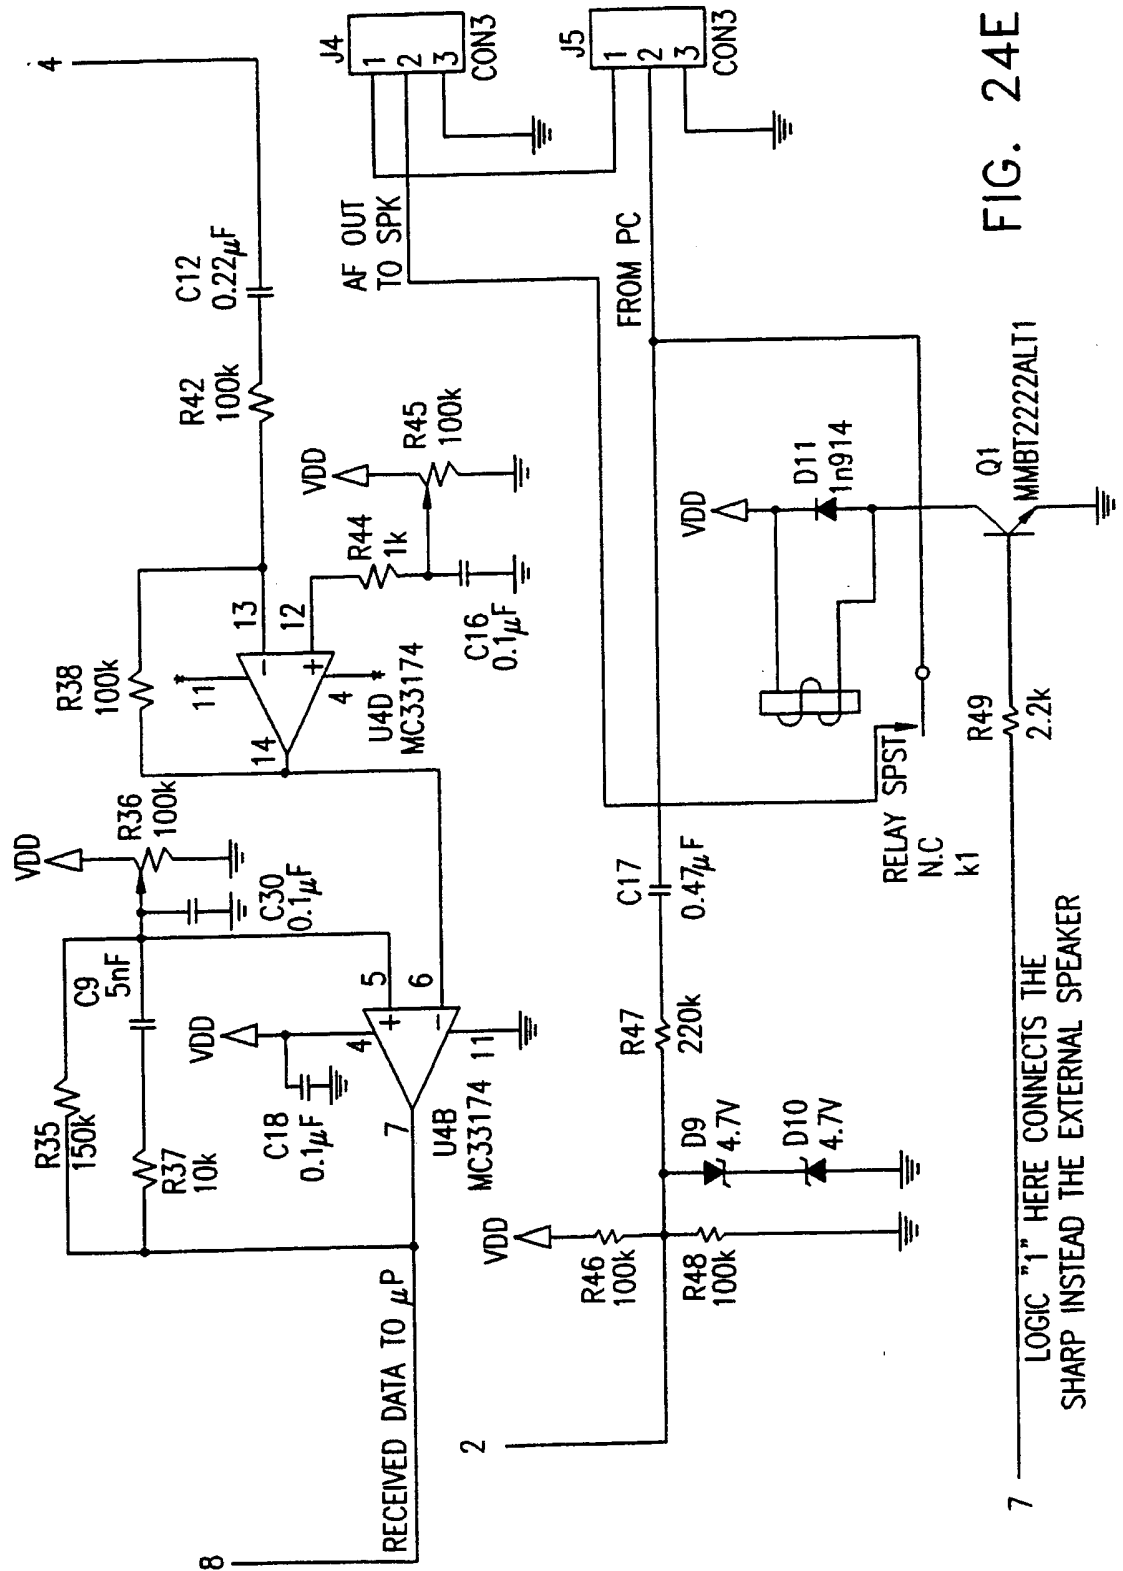 4
C12
0.22μF
R42
100k
J4
1
2
3
CON3
J5
1
2
3
CON3
AF OUT
TO SPK
FROM PC
VDD
R45
100k
R44
1k
C16
0.1μF
R38
100k
13
12
11
4
14
U4D
MC33174
VDD
R36
100k
C30
0.1μF
C9
5nF
R35
150k
R37
10k
VDD
C18
0.1μF
5
6
4
11
7
U4B
MC33174
RECEIVED DATA TO μP
8
VDD
D11
1n914
Q1
MMBT2222ALT1
RELAY SPST
N.C
k1
R49
2.2k
C17
0.47μF
R47
220k
D9
4.7V
D10
4.7V
VDD
R46
100k
R48
100k
2
7
LOGIC "1" HERE CONNECTS THE
SHARP INSTEAD THE EXTERNAL SPEAKER
FIG. 24E